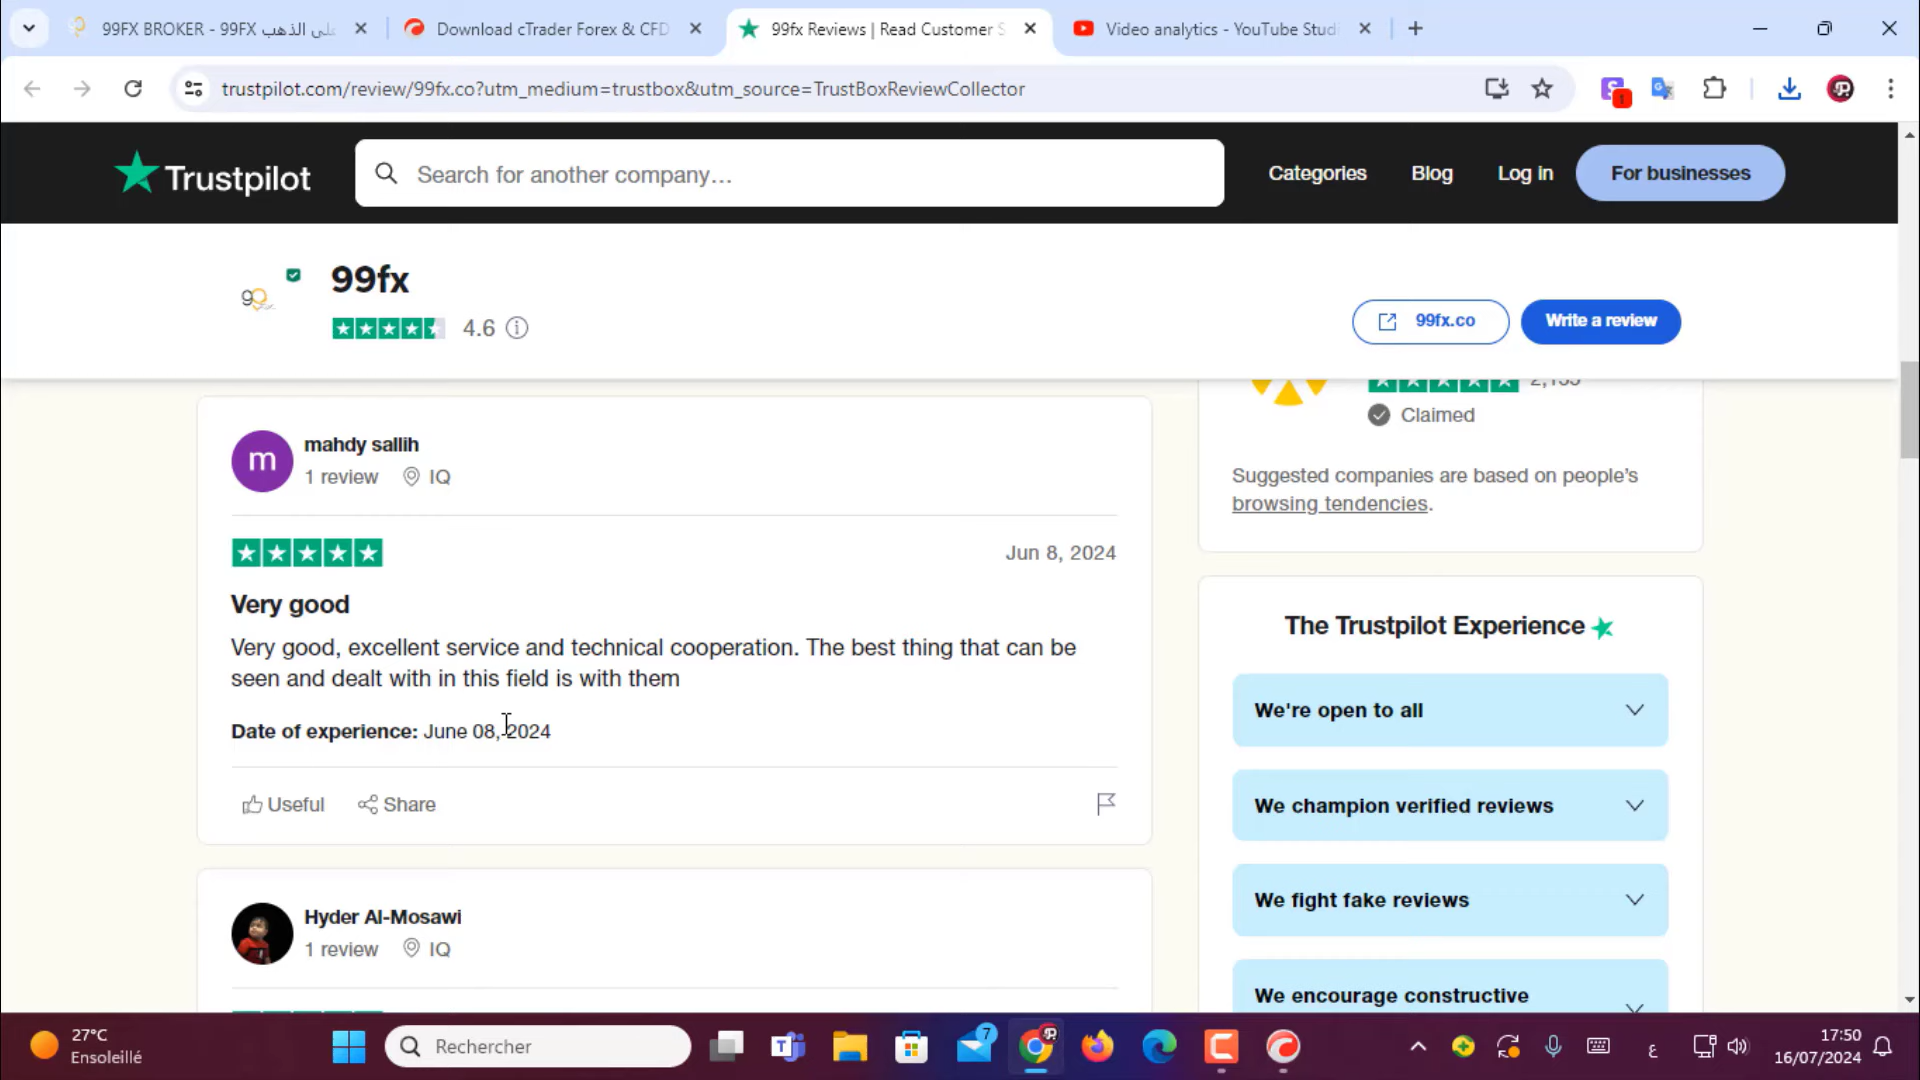 99FX BROKER - 99FX على الذهب
Download cTrader Forex & CFD
99fx Reviews | Read Customer S
Video analytics - YouTube Studi
trustpilot.com/review/99fx.co?utm_medium=trustbox&utm_source=TrustBoxReviewCollector
1
Trustpilot
Search for another company...
Categories
Blog
Log in
For businesses
99fx
4.6
99fx.co
Write a review
mahdy sallih
1 review IQ
Jun 8, 2024
Very good
Very good, excellent service and technical cooperation. The best thing that can be
seen and dealt with in this field is with them
Date of experience: June 08, 2024
Useful Share
Hyder Al-Mosawi
1 review IQ
Claimed
Suggested companies are based on people's
browsing tendencies.
The Trustpilot Experience
We're open to all
We champion verified reviews
We fight fake reviews
We encourage constructive
27°C
Ensoleillé
Rechercher
7
ع
17:50
16/07/2024